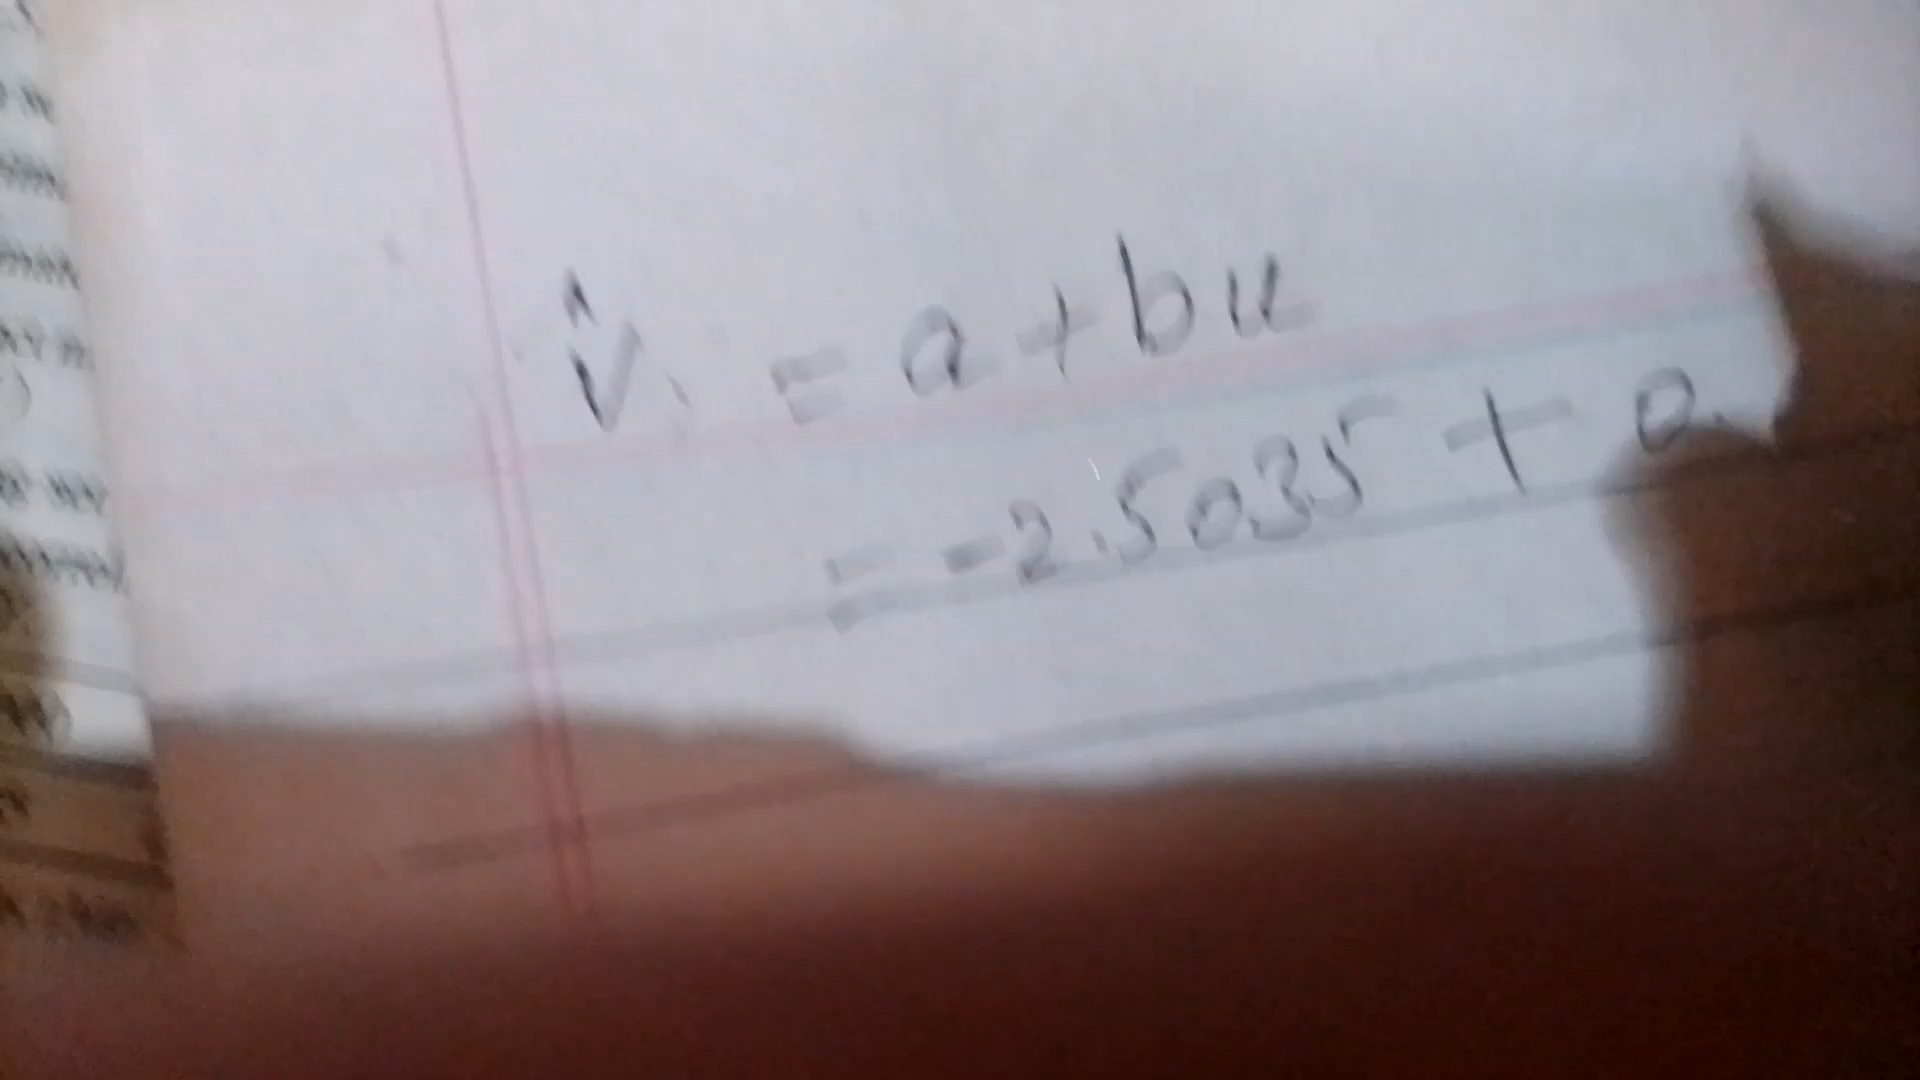 V̂ₗ = a + bu
= -2.5035 + 0.